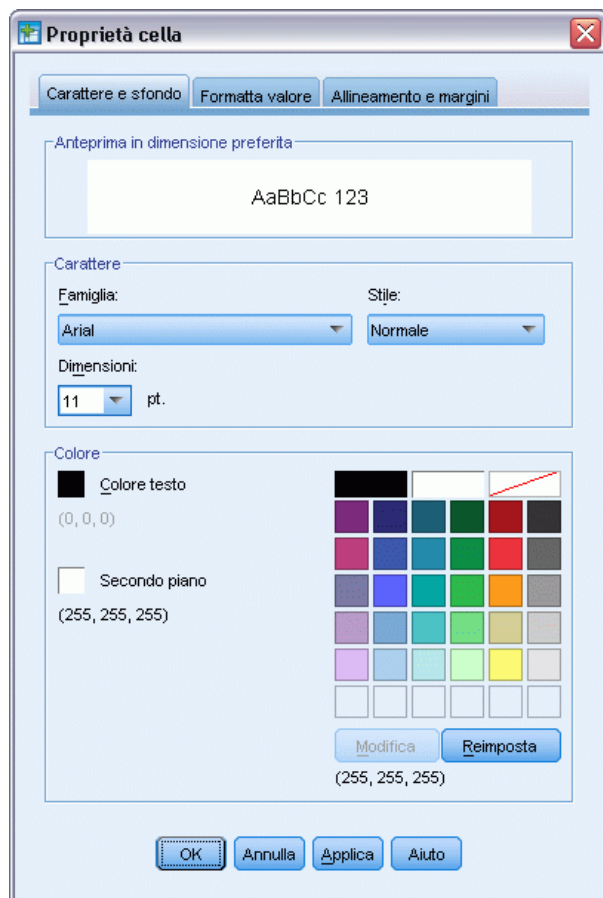 Proprietà cella
Carattere e sfondo
Formatta valore
Allineamento e margini
Anteprima in dimensione preferita
AaBbCc 123
Carattere
Famiglia:
Stile:
Arial
Normale
Dimensioni:
11
pt.
Colore
Colore testo
(0, 0, 0)
Secondo piano
(255, 255, 255)
Modifica
Reimposta
(255, 255, 255)
OK
Annulla
Applica
Aiuto